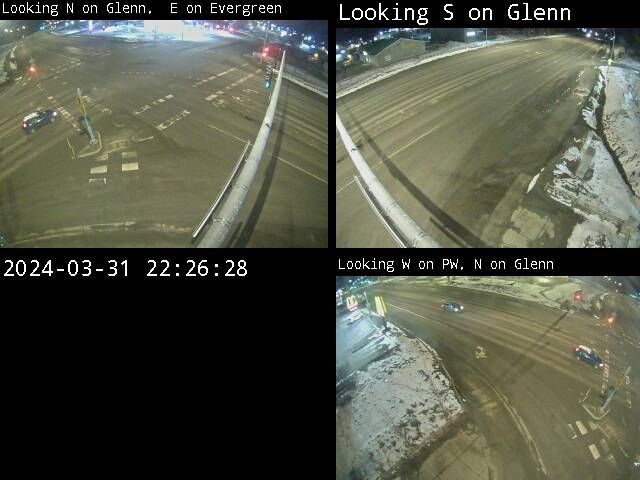 Looking N on Glenn, E on Evergreen
Looking S on Glenn
2024-03-31 22:26:28
Looking W on PW, N on Glenn